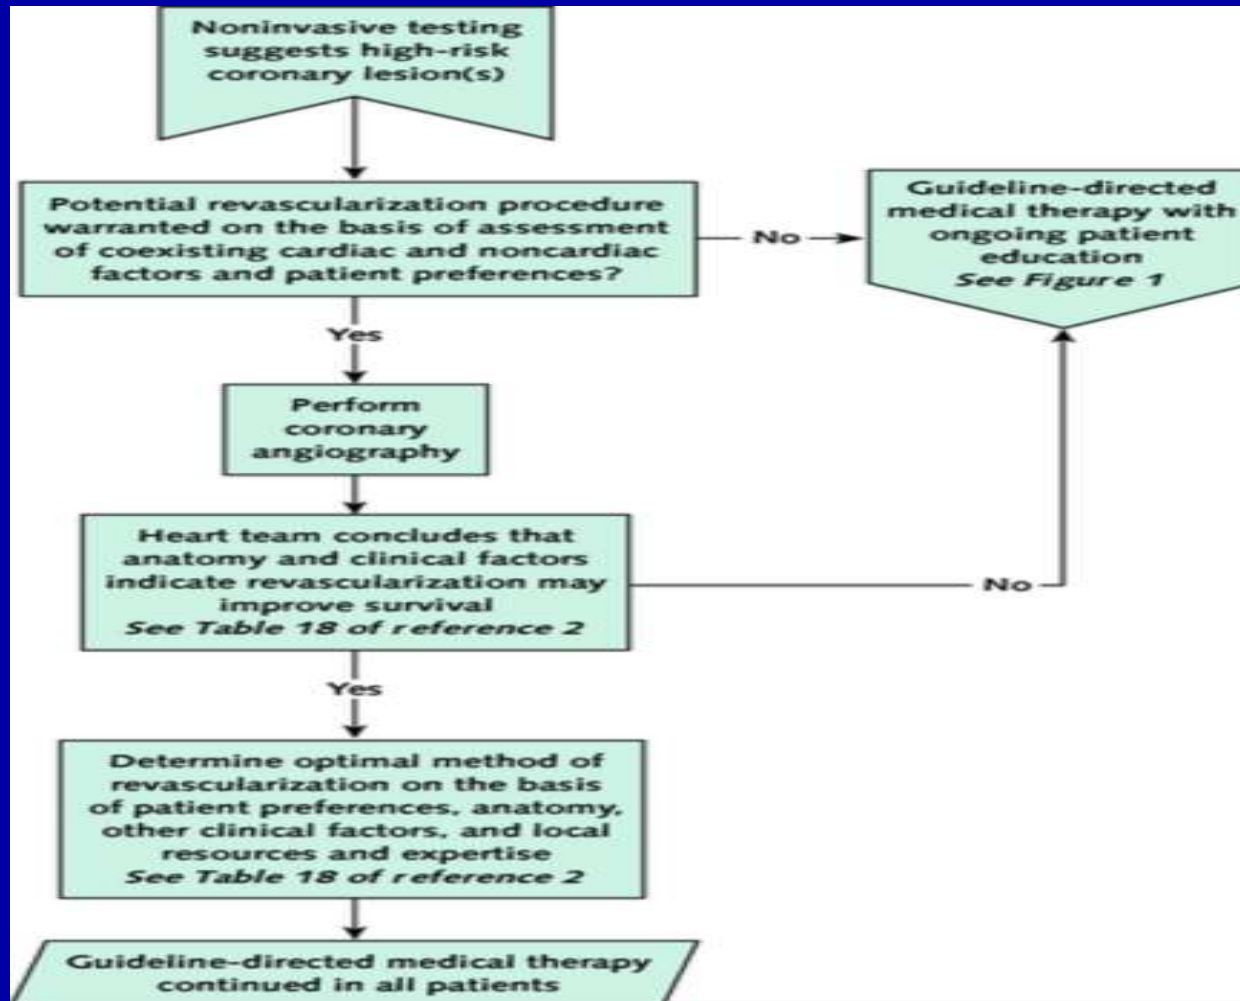 Noninvasive testing
suggests high-risk
coronary lesion(s)
Potential revascularization procedure
warranted on the basis of assessment
of coexisting cardiac and noncardiac
factors and patient preferences?
No
Guideline-directed
medical therapy with
ongoing patient
education
See Figure 1
Yes
Perform
coronary
angiography
Heart team concludes that
anatomy and clinical factors
indicate revascularization may
improve survival
See Table 18 of reference 2
No
Yes
Determine optimal method of
revascularization on the basis
of patient preferences, anatomy,
other clinical factors, and local
resources and expertise
See Table 18 of reference 2
Guideline-directed medical therapy
continued in all patients